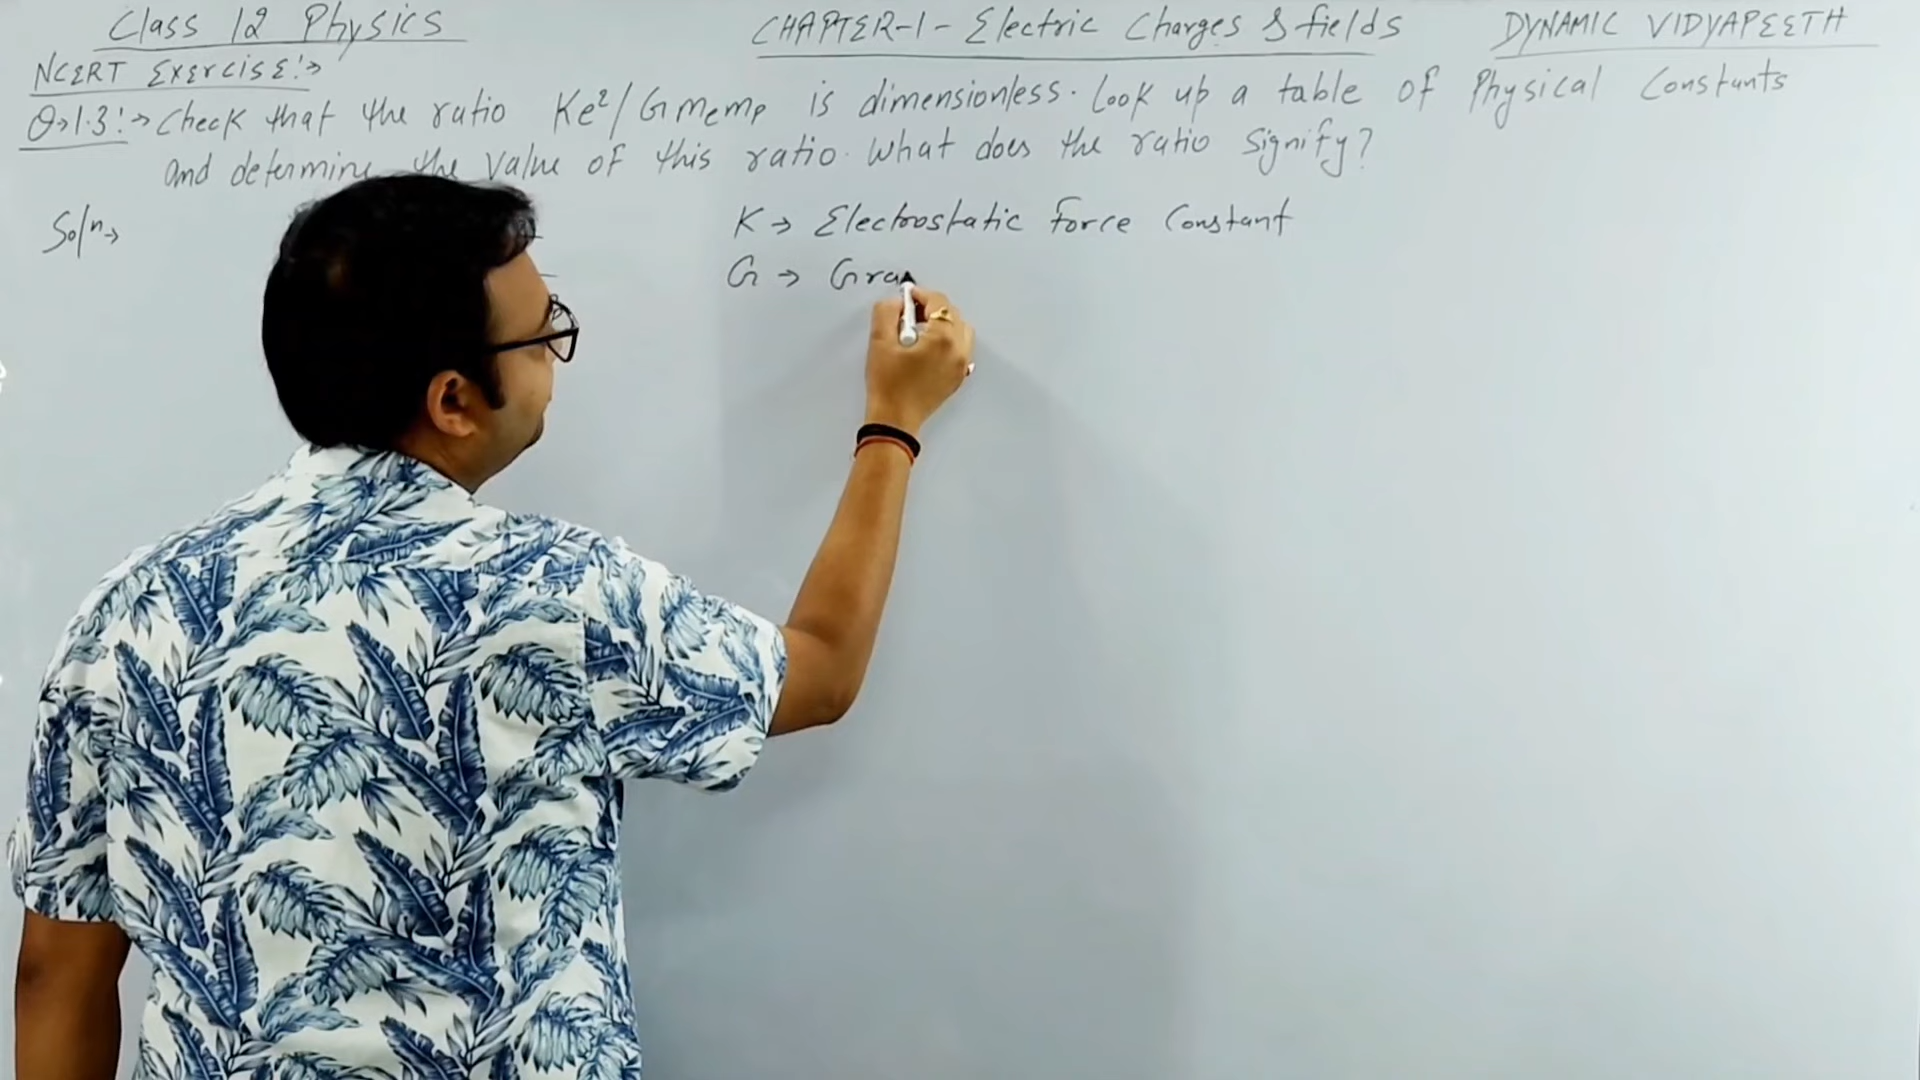 Class 12 Physics
CHAPTER-1 - Electric Charges & fields
DYNAMIC VIDYAPEETH
NCERT Exercise:→
Q→1.3:→ Check that the ratio Ke²/Gmemp is dimensionless. Look up a table of Physical Constants
and determine the value of this ratio. What does the ratio signify?
Solⁿ→
K → Electrostatic Force Constant
G → Gra